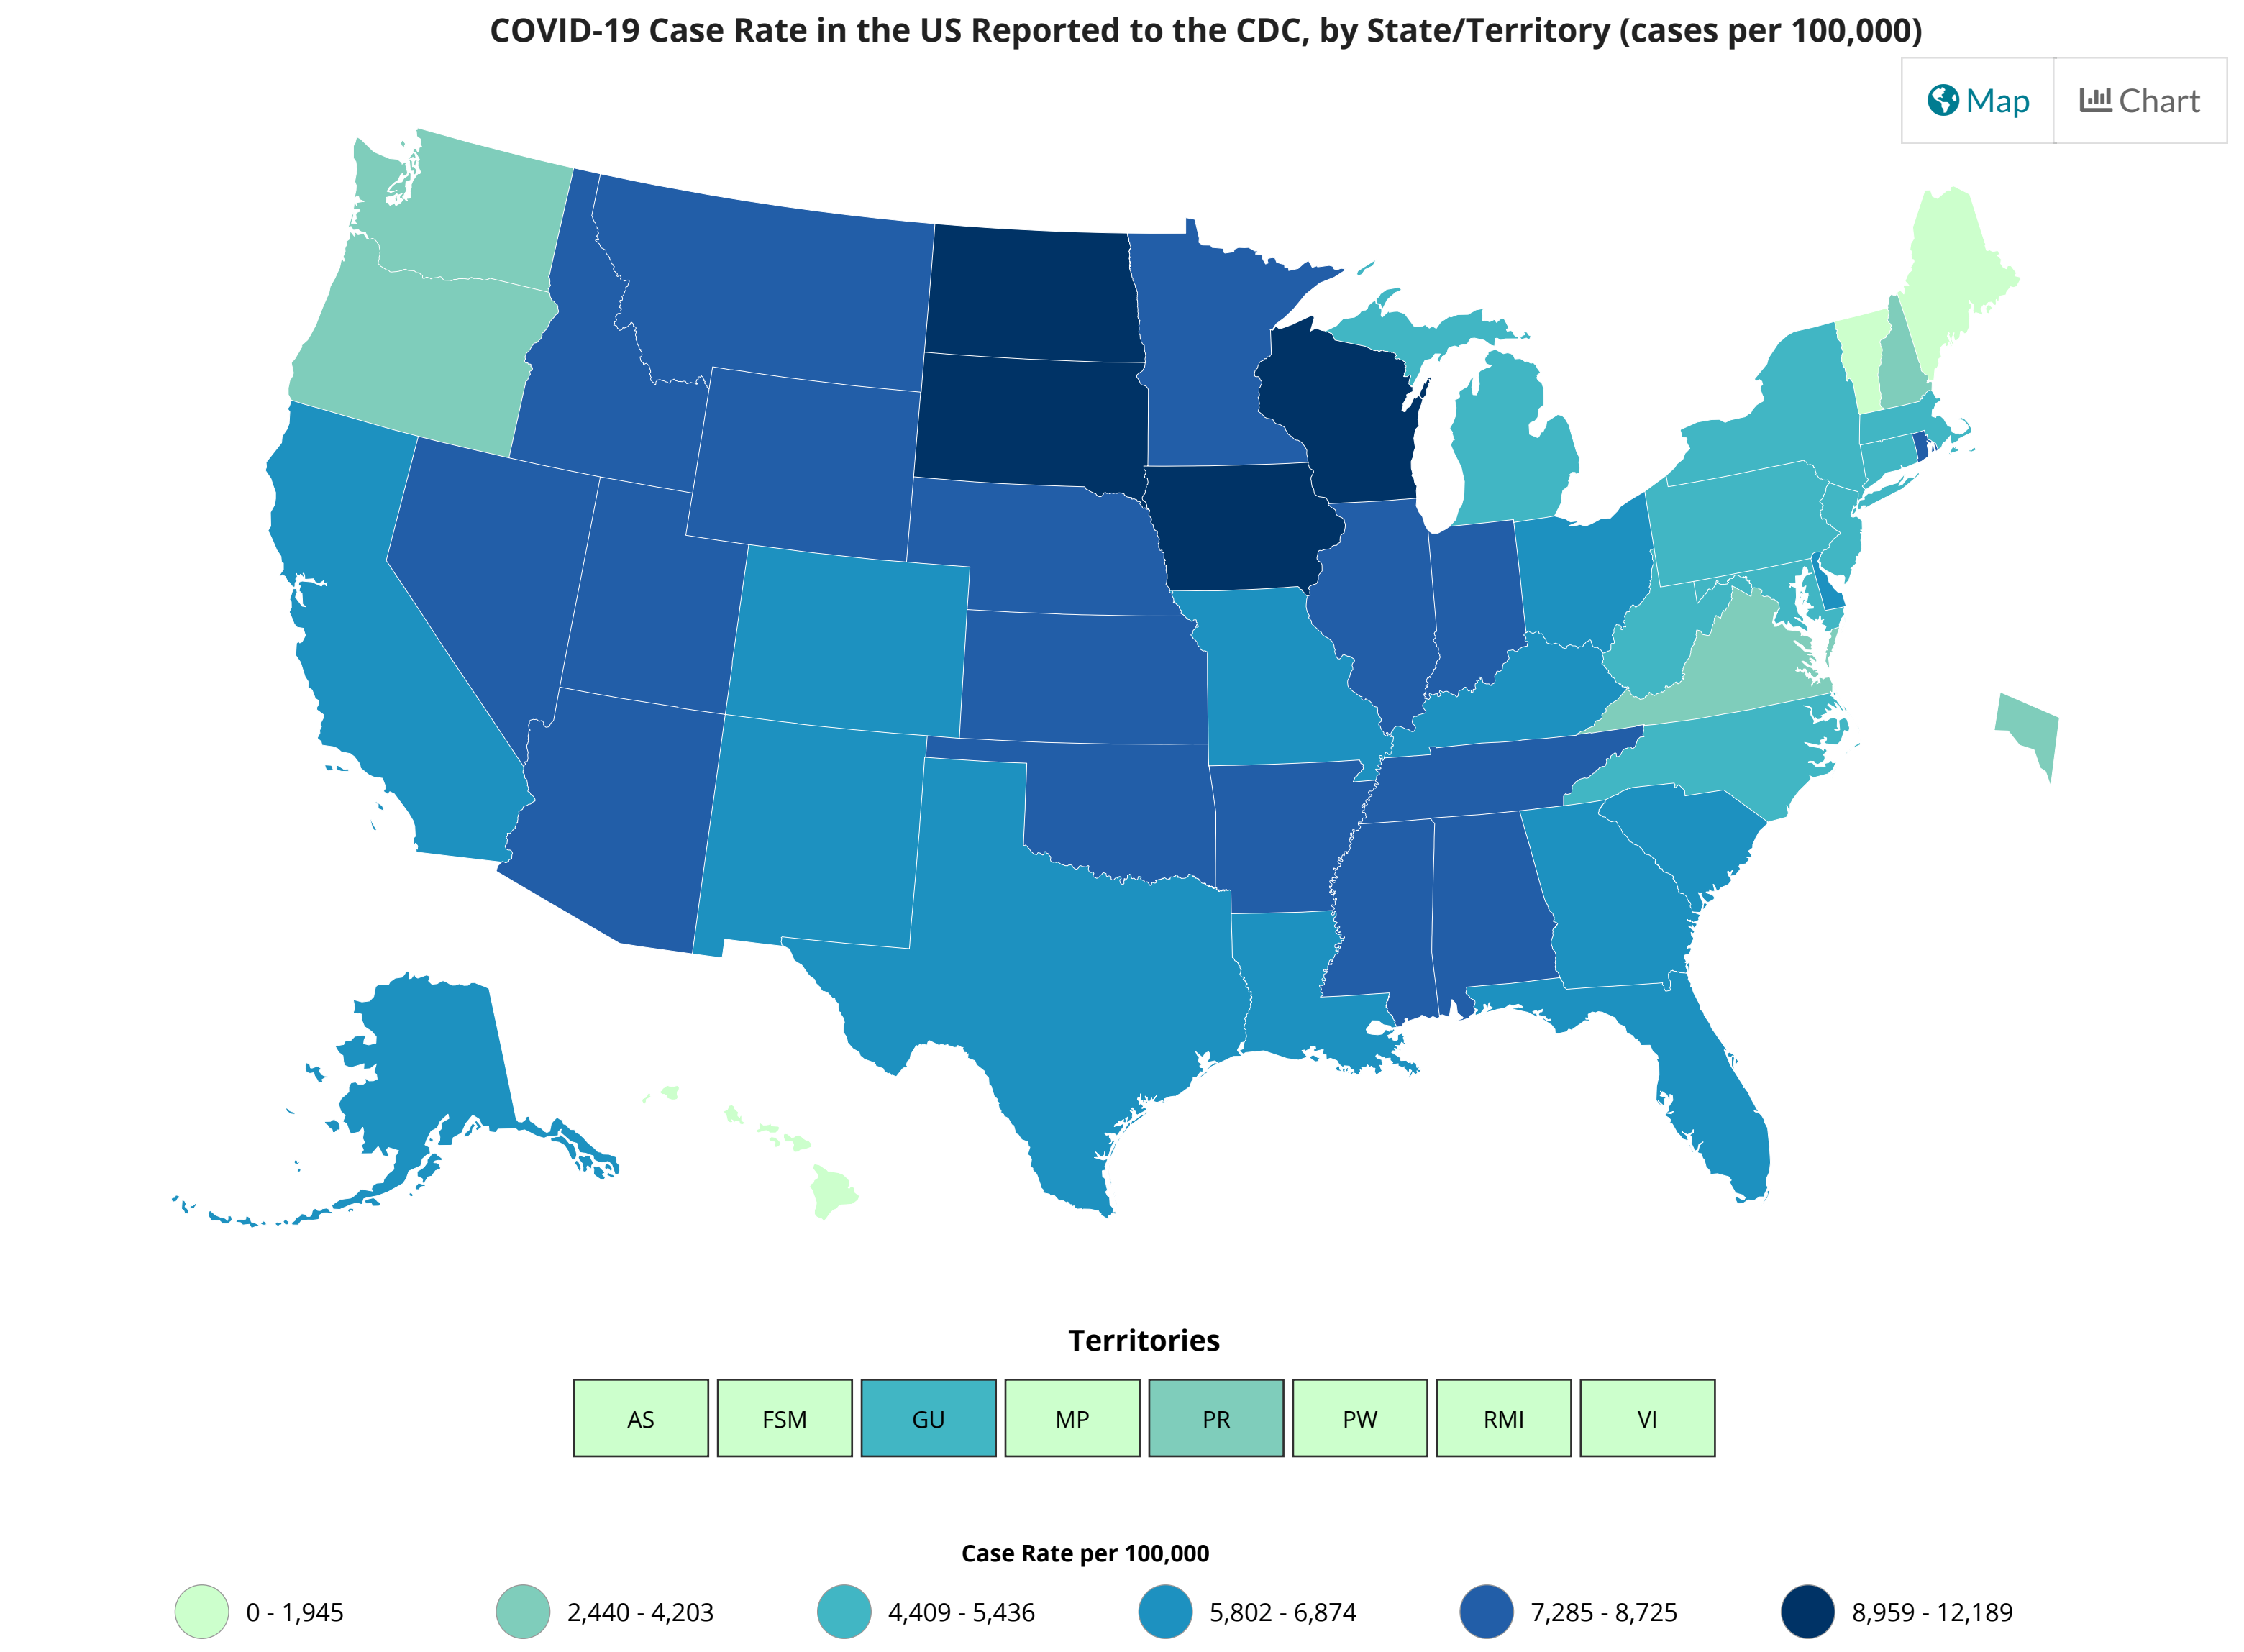 COVID-19 Case Rate in the US Reported to the CDC, by State/Territory (cases per 100,000)
Map Chart
Territories
AS FSM GU MP PR PW RMI VI
Case Rate per 100,000
0 - 1,945 2,440 - 4,203 4,409 - 5,436 5,802 - 6,874 7,285 - 8,725 8,959 - 12,189